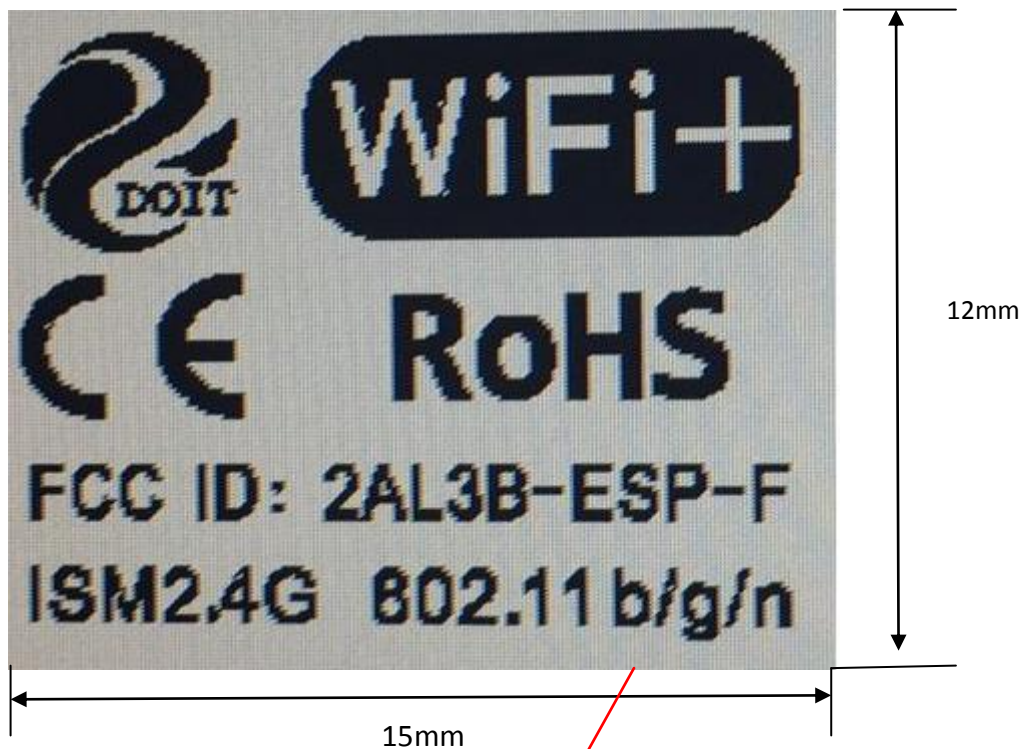 WiFi+
DOIT
CE
RoHS
FCC ID: 2AL3B-ESP-F
ISM2.4G 802.11 b/g/n
12mm
15mm